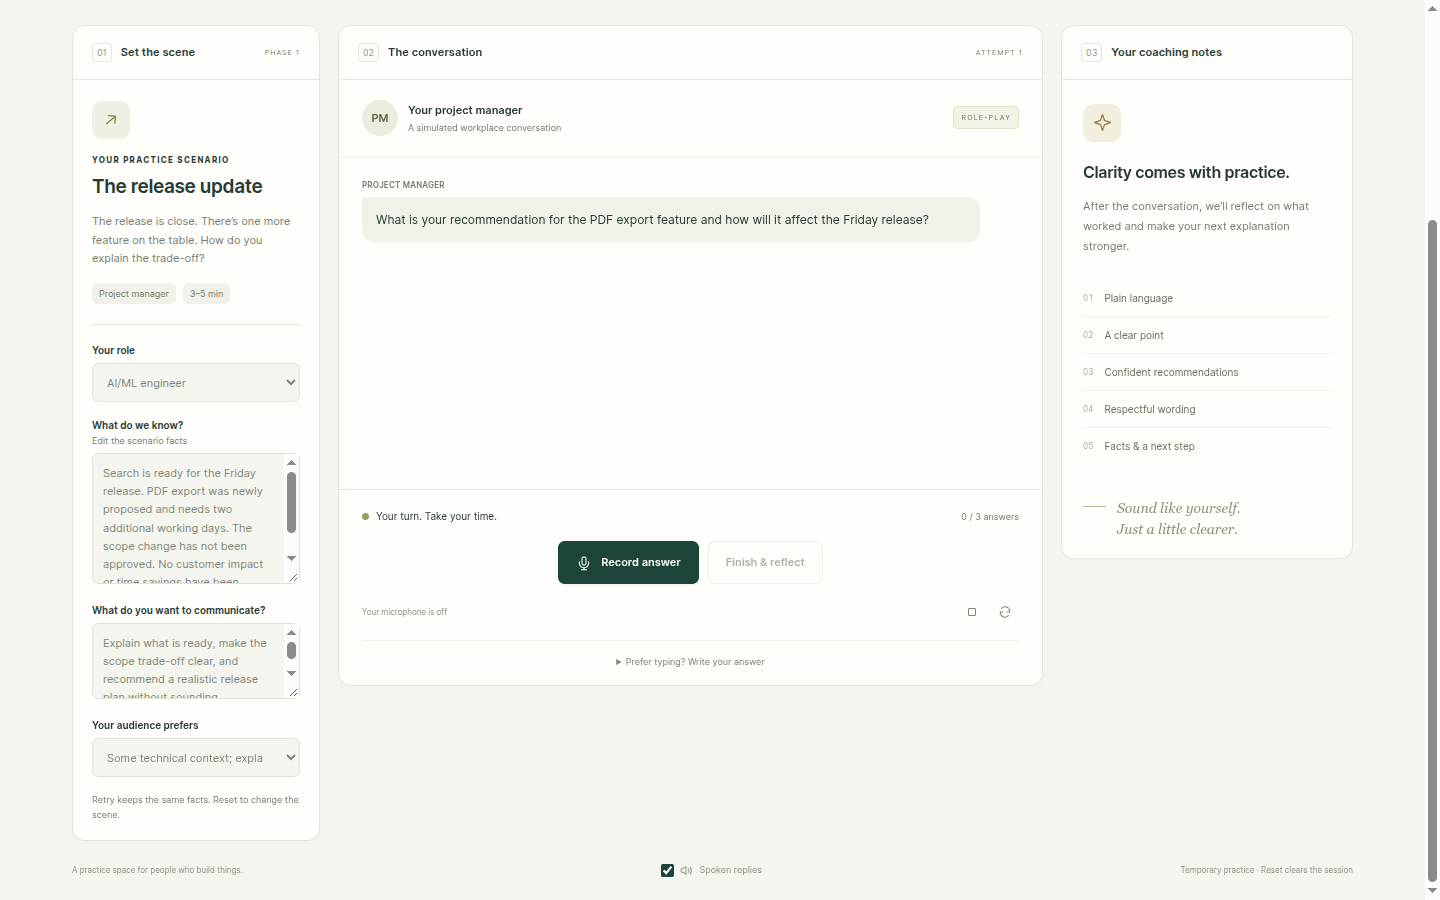 01 Set the scene PHASE 1
YOUR PRACTICE SCENARIO
The release update
The release is close. There's one more
feature on the table. How do you
explain the trade-off?
Project manager 3–5 min
Your role
AI/ML engineer
What do we know?
Edit the scenario facts
Search is ready for the Friday
release. PDF export was newly
proposed and needs two
additional working days. The
scope change has not been
approved. No customer impact
or time savings have been
What do you want to communicate?
Explain what is ready, make the
scope trade-off clear, and
recommend a realistic release
plan without sounding
Your audience prefers
Some technical context; expla
Retry keeps the same facts. Reset to change the
scene.
02 The conversation ATTEMPT 1
PM
Your project manager
A simulated workplace conversation
ROLE-PLAY
PROJECT MANAGER
What is your recommendation for the PDF export feature and how will it affect the Friday release?
Your turn. Take your time. 0 / 3 answers
Record answer Finish & reflect
Your microphone is off
Prefer typing? Write your answer
03 Your coaching notes
Clarity comes with practice.
After the conversation, we'll reflect on what
worked and make your next explanation
stronger.
01 Plain language
02 A clear point
03 Confident recommendations
04 Respectful wording
05 Facts & a next step
Sound like yourself.
Just a little clearer.
A practice space for people who build things.
Spoken replies
Temporary practice · Reset clears the session